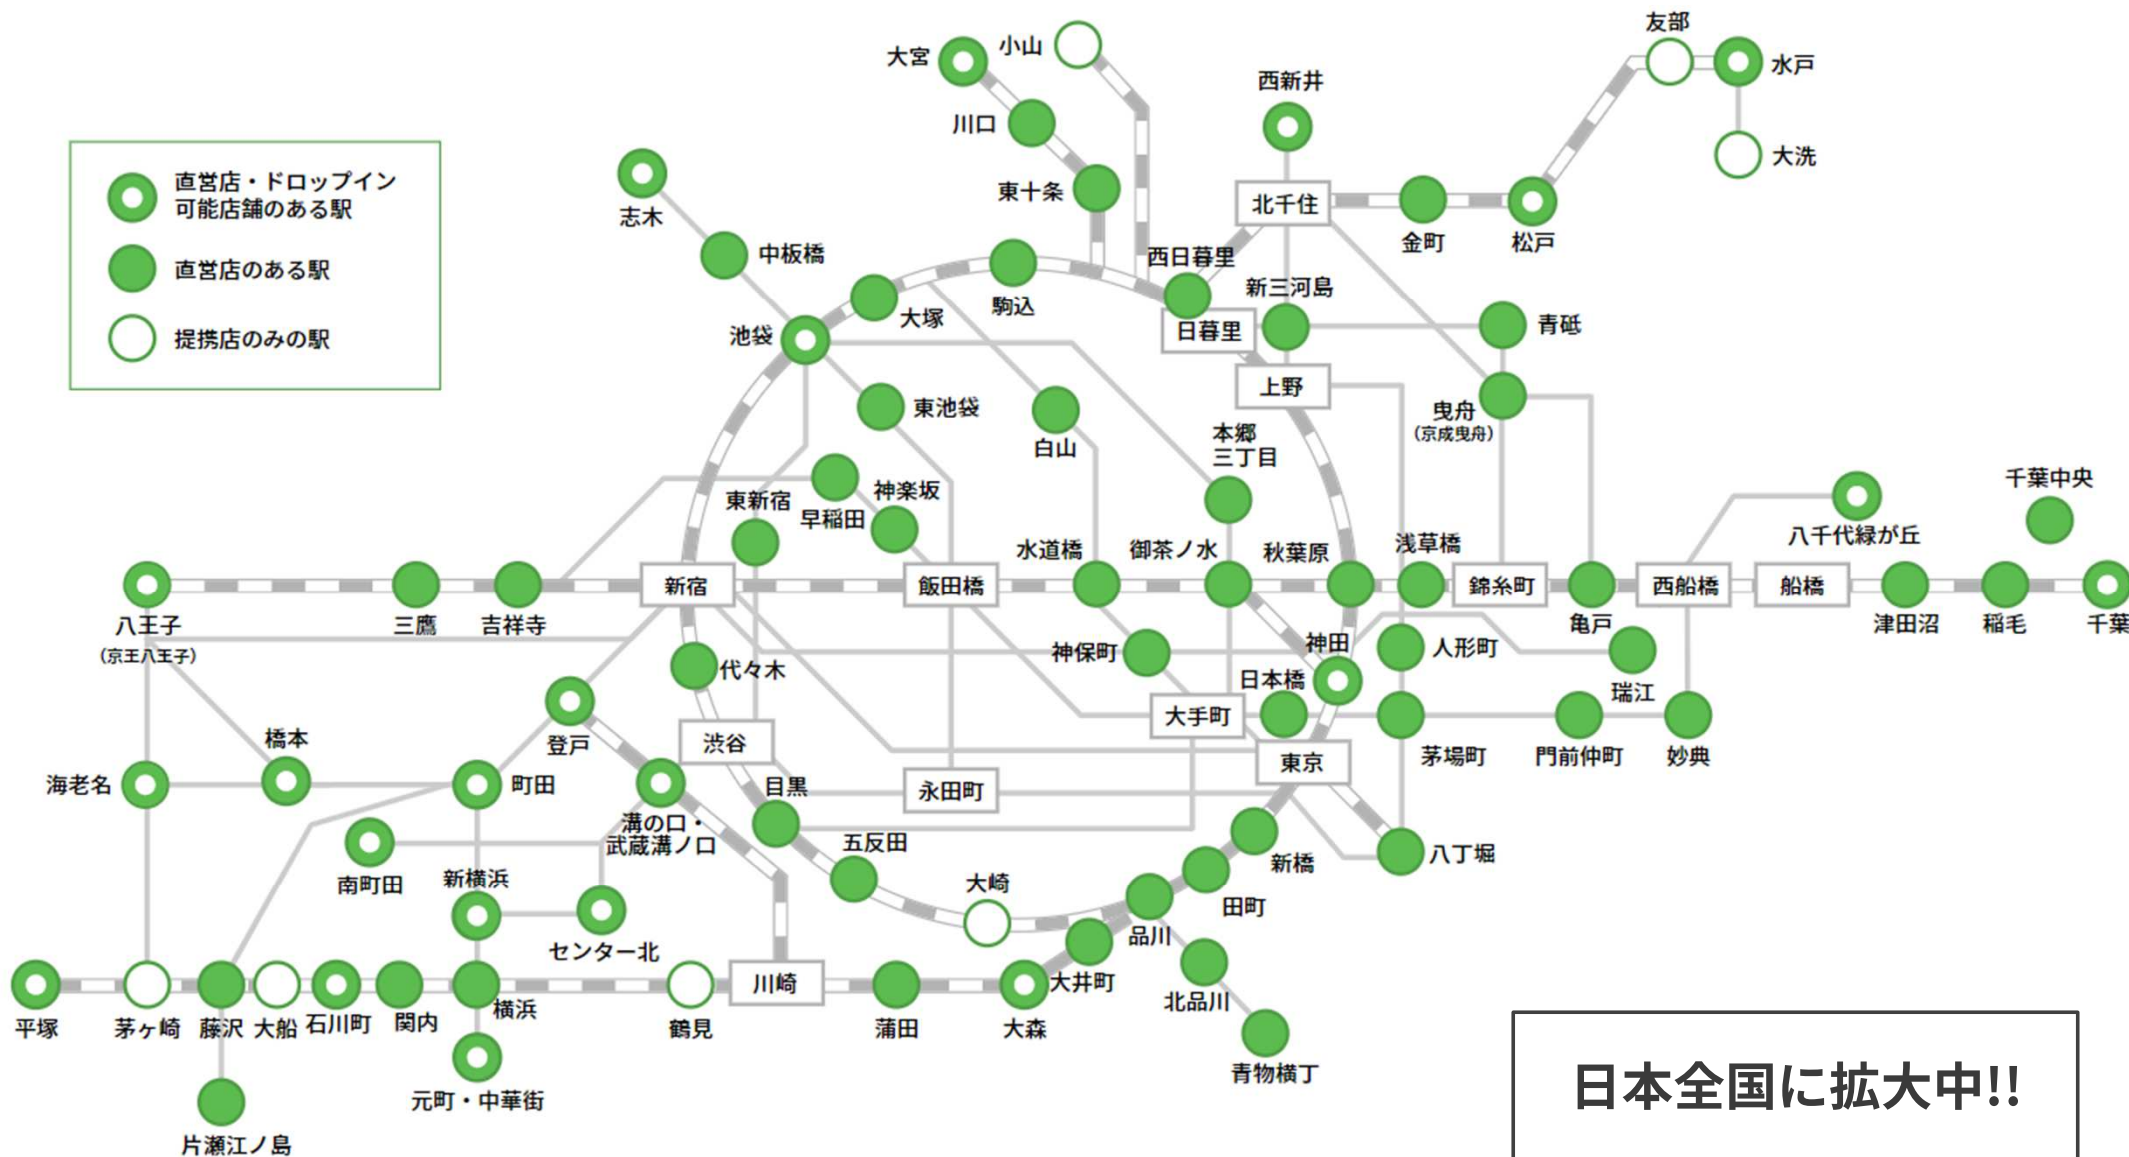 友部
小山
大宮
水戸
西新井
川口
大洗
直営店・ドロップイン
可能店舗のある駅
東十条
北千住
志木
金町
松戸
中板橋
西日暮里
直営店のある駅
新三河島
駒込
大塚
青砥
日暮里
池袋
提携店のみの駅
上野
東池袋
曳舟
（京成曳舟）
本郷
三丁目
白山
千葉中央
神楽坂
東新宿
早稲田
八千代緑が丘
水道橋
御茶ノ水
秋葉原
浅草橋
新宿
飯田橋
錦糸町
西船橋
船橋
八王子
（京王八王子）
三鷹
吉祥寺
亀戸
津田沼
稲毛
千葉
神田
人形町
神保町
代々木
日本橋
瑞江
大手町
橋本
登戸
渋谷
茅場町
門前仲町
妙典
東京
海老名
町田
目黒
永田町
溝の口・
武蔵溝ノ口
五反田
八丁堀
新橋
南町田
新横浜
大崎
田町
品川
センター北
川崎
大井町
北品川
横浜
平塚
茅ヶ崎
藤沢
大船
石川町
関内
鶴見
蒲田
大森
青物横丁
元町・中華街
片瀬江ノ島
日本全国に拡大中!!